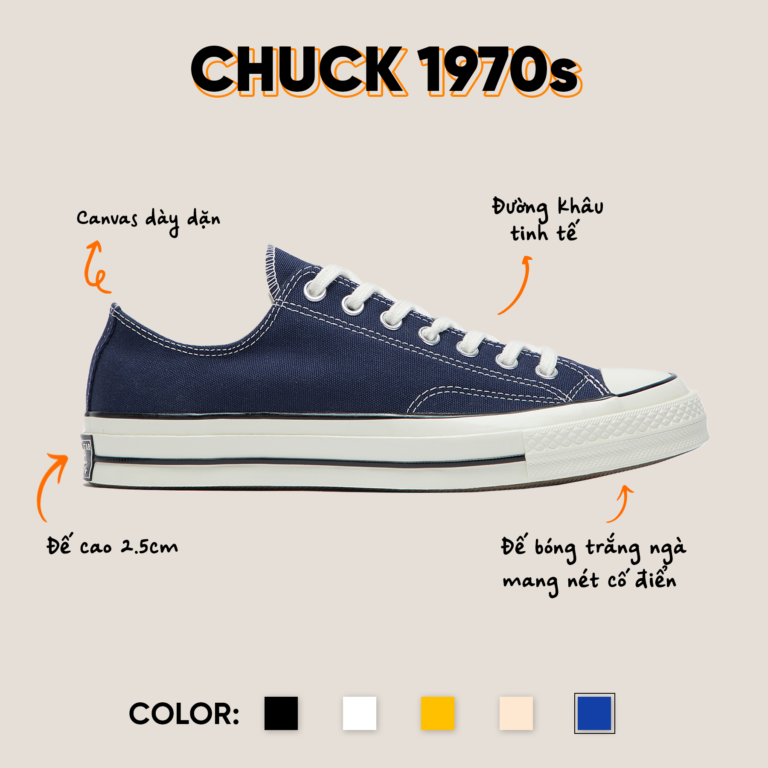 CHUCK 1970s
Canvas dày dặn
Đường khâu
tinh tế
Đế cao 2.5cm
Đế bóng trắng ngà
mang nét cổ điển
COLOR: